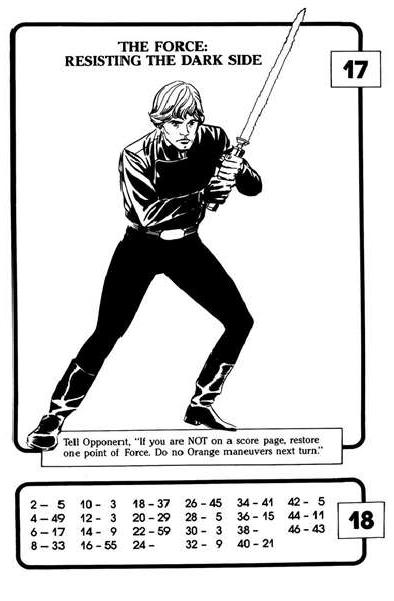 THE FORCE:
RESISTING THE DARK SIDE
17
Tell Opponent, "If you are NOT on a score page, restore
one point of Force. Do no Orange maneuvers next turn."
2 - 5 10 - 3 18 - 37 26 - 45 34 - 41 42 - 5
4 - 49 12 - 3 20 - 29 28 - 5 36 - 15 44 - 11
6 - 17 14 - 9 22 - 59 30 - 3 38 - 46 - 43
8 - 33 16 - 55 24 - 32 - 9 40 - 21
18